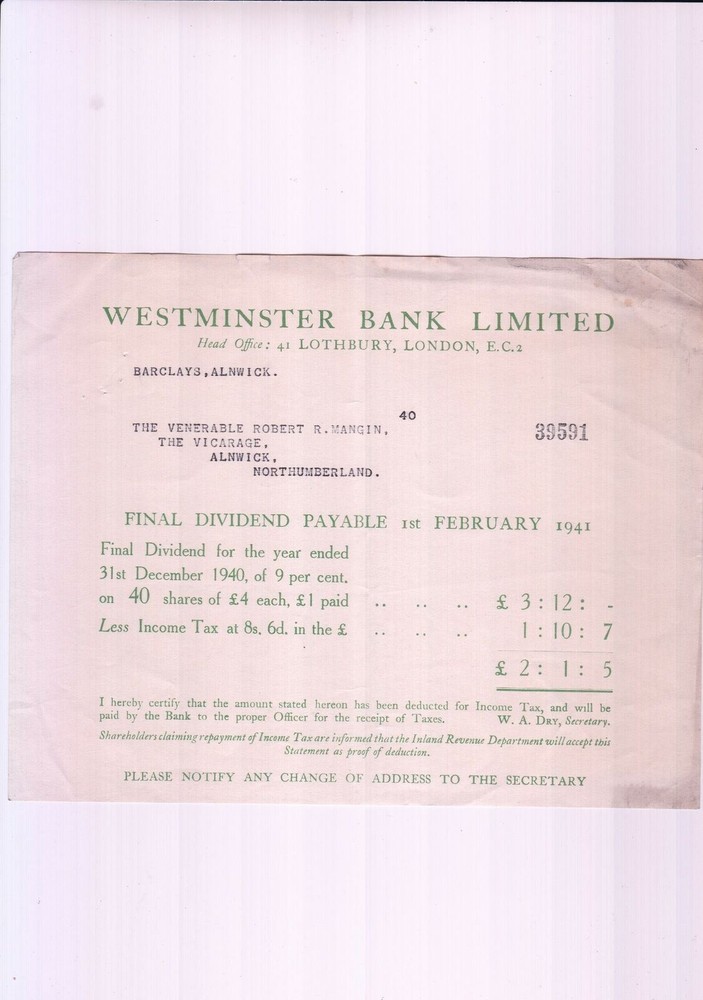 WESTMINSTER BANK LIMITED
Head Office: 41 LOTHBURY, LONDON, E.C.2
BARCLAYS,ALNWICK.
40
THE VENERABLE ROBERT R.MANGIN,
39591
THE VICARAGE,
ALNWICK,
NORTHUMBERLAND.
FINAL DIVIDEND PAYABLE 1st FEBRUARY 1941
Final Dividend for the year ended
31st December 1940, of 9 per cent.
on 40 shares of £4 each, £1 paid .. .. .. £ 3 : 12 : -
Less Income Tax at 8s. 6d. in the £ .. .. .. 1 : 10 : 7
£ 2 : 1 : 5
I hereby certify that the amount stated hereon has been deducted for Income Tax, and will be
paid by the Bank to the proper Officer for the receipt of Taxes. W. A. DRY, Secretary.
Shareholders claiming repayment of Income Tax are informed that the Inland Revenue Department will accept this
Statement as proof of deduction.
PLEASE NOTIFY ANY CHANGE OF ADDRESS TO THE SECRETARY